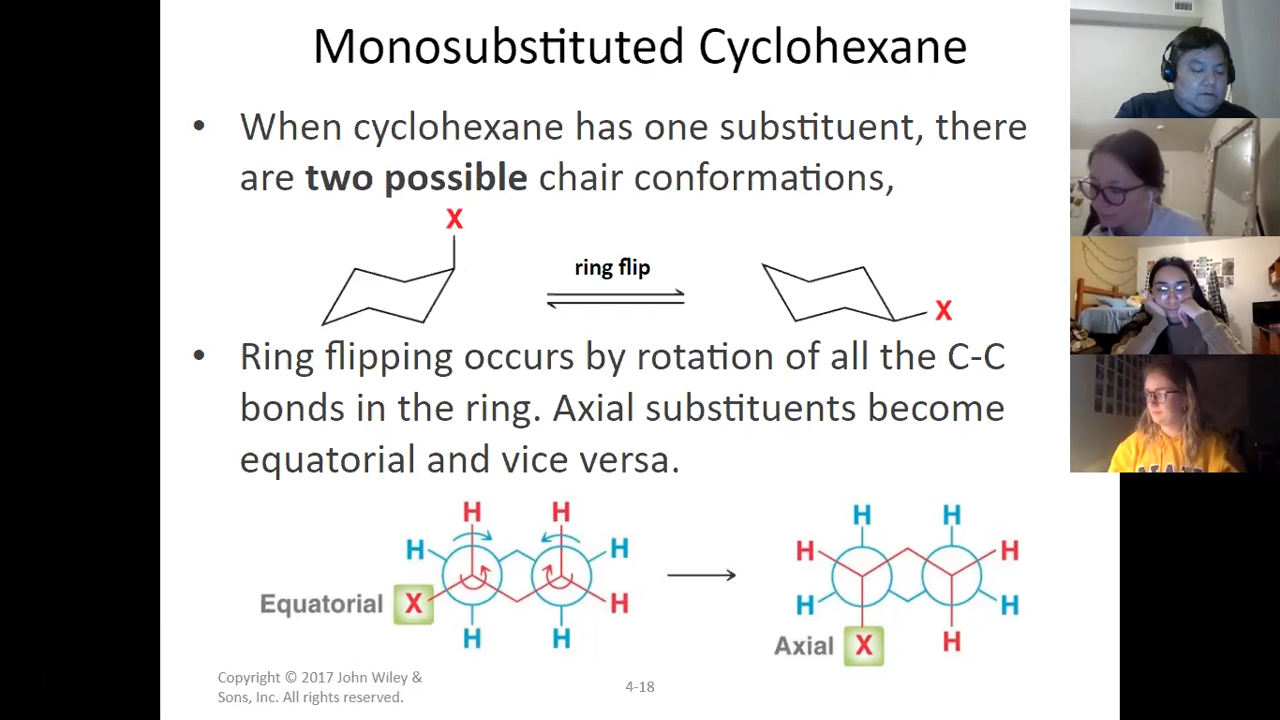 Monosubstituted Cyclohexane
• When cyclohexane has one substituent, there
are two possible chair conformations,
X
ring flip
X
• Ring flipping occurs by rotation of all the C-C
bonds in the ring. Axial substituents become
equatorial and vice versa.
H H H H
H H H H
Equatorial X H
H H
Axial X H
H H
Copyright © 2017 John Wiley &
Sons, Inc. All rights reserved.
4-18